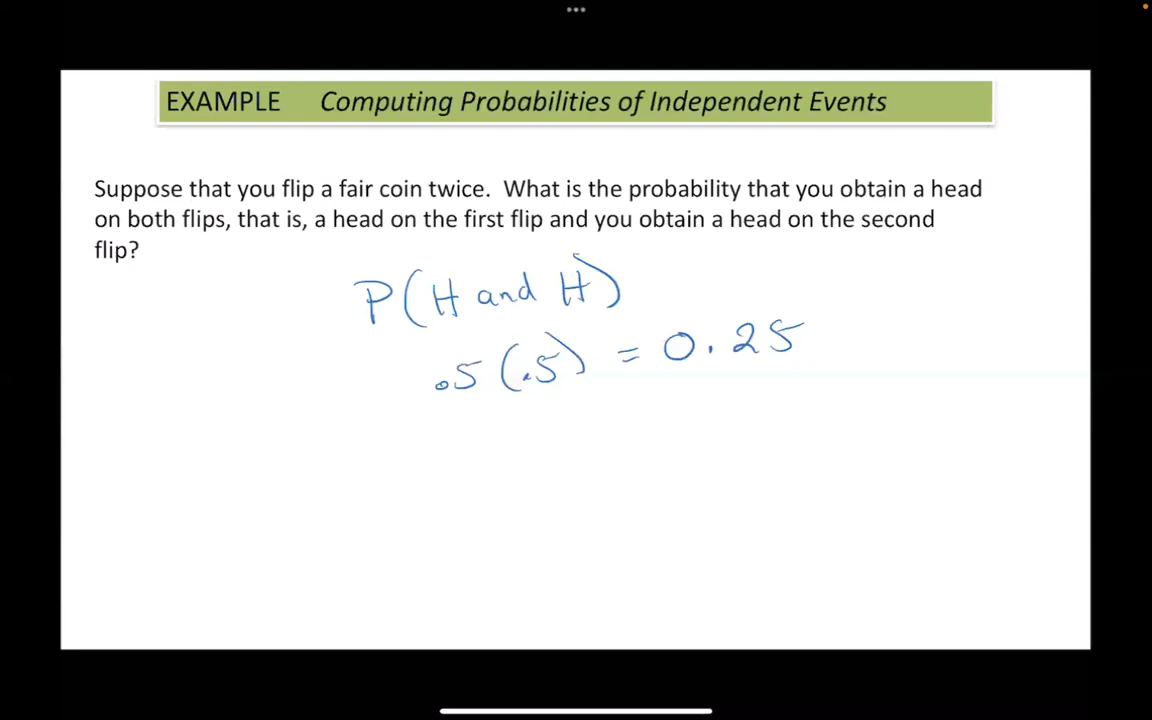 EXAMPLE Computing Probabilities of Independent Events
Suppose that you flip a fair coin twice. What is the probability that you obtain a head
on both flips, that is, a head on the first flip and you obtain a head on the second
flip?
P(H and H)
.5 (.5) = 0.25